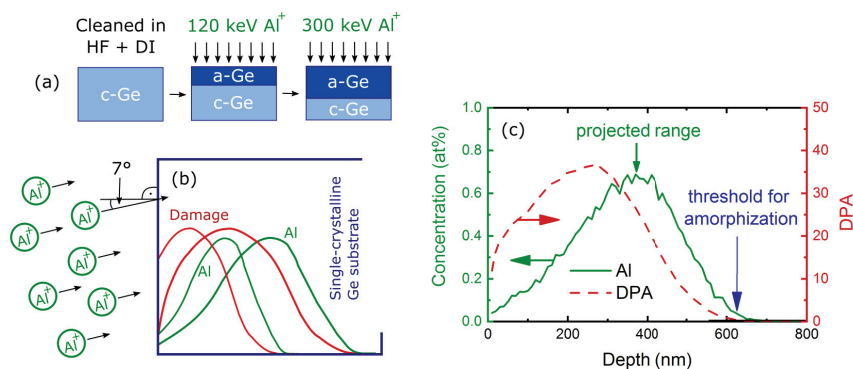 Cleaned in
HF + DI
120 keV Al+
300 keV Al+
(a)
c-Ge
a-Ge
c-Ge
a-Ge
c-Ge
(b)
7°
Al+
Al+
Al+
Al+
Al+
Al+
Al+
Damage
Al
Al
Single-crystalline
Ge substrate
(c)
projected range
threshold for
amorphization
Al
DPA
Concentration (at%)
1.0
0.8
0.6
0.4
0.2
0.0
DPA
50
40
30
20
10
0
0
200
400
600
800
Depth (nm)